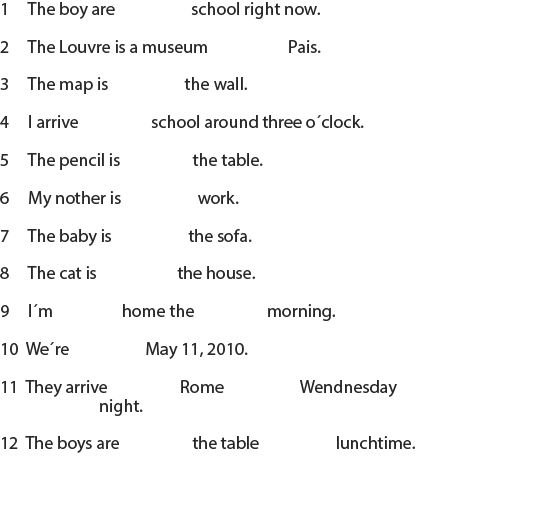 1 The boy are school right now.
2 The Louvre is a museum Pais.
3 The map is the wall.
4 I arrive school around three o´clock.
5 The pencil is the table.
6 My nother is work.
7 The baby is the sofa.
8 The cat is the house.
9 I´m home the morning.
10 We´re May 11, 2010.
11 They arrive Rome Wendnesday
night.
12 The boys are the table lunchtime.